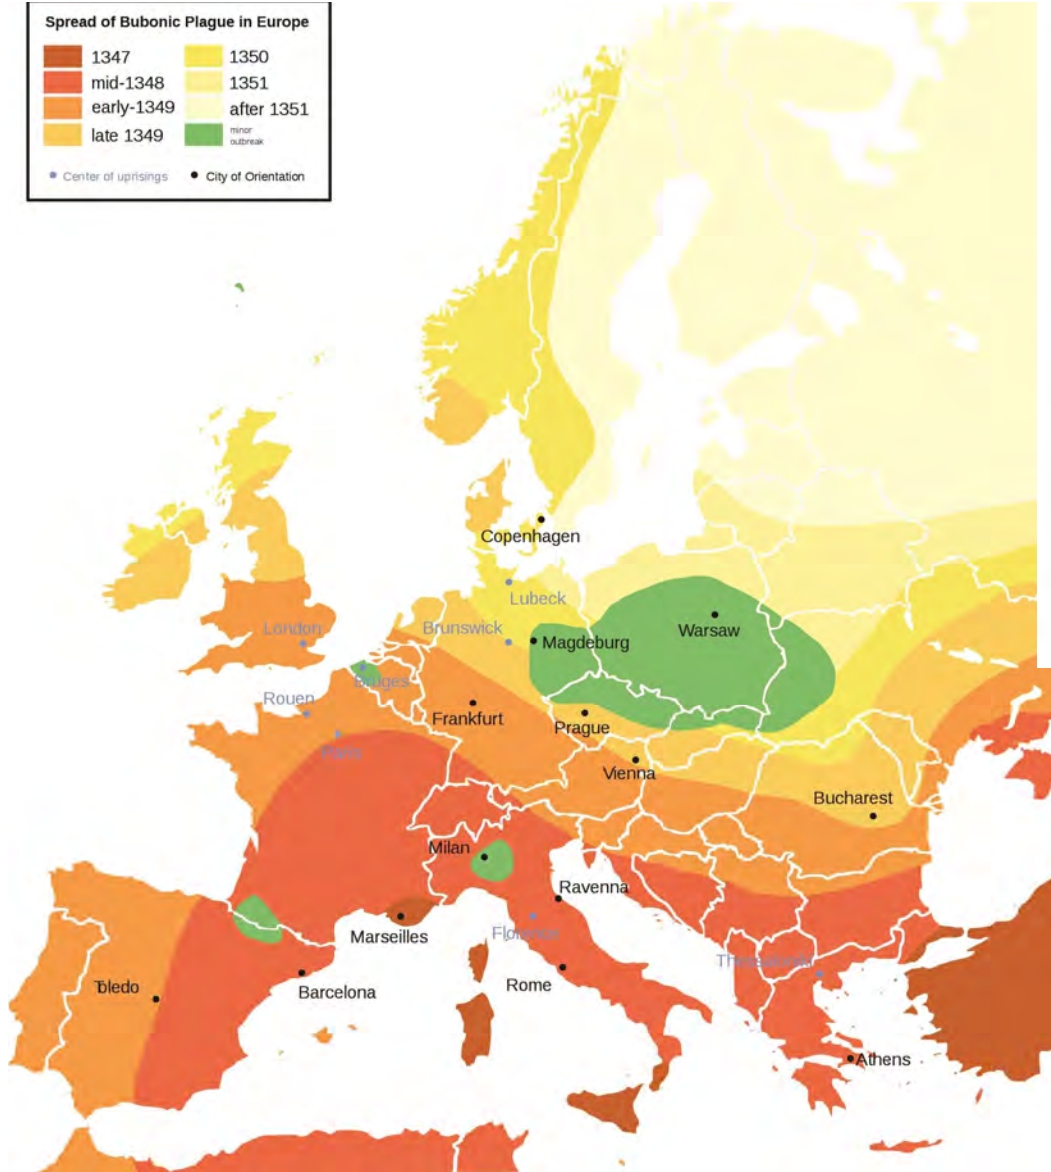 Spread of Bubonic Plague in Europe
1347
1350
mid-1348
1351
early-1349
after 1351
late 1349
minor
outbreak
Center of uprisings
City of Orientation
Copenhagen
Lubeck
Brunswick
Magdeburg
Warsaw
London
Bruges
Rouen
Frankfurt
Prague
Paris
Vienna
Bucharest
Milan
Ravenna
Marseilles
Florence
Thessaloniki
Toledo
Barcelona
Rome
Athens